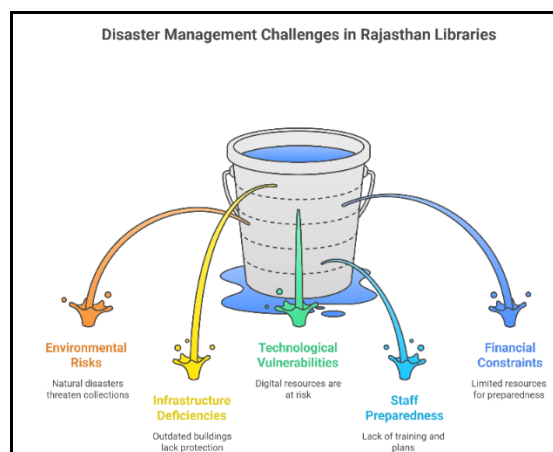 Disaster Management Challenges in Rajasthan Libraries
Environmental
Risks
Natural disasters
threaten collections
Infrastructure
Deficiencies
Outdated buildings
lack protection
Technological
Vulnerabilities
Digital resources are
at risk
Staff
Preparedness
Lack of training and
plans
Financial
Constraints
Limited resources
for preparedness